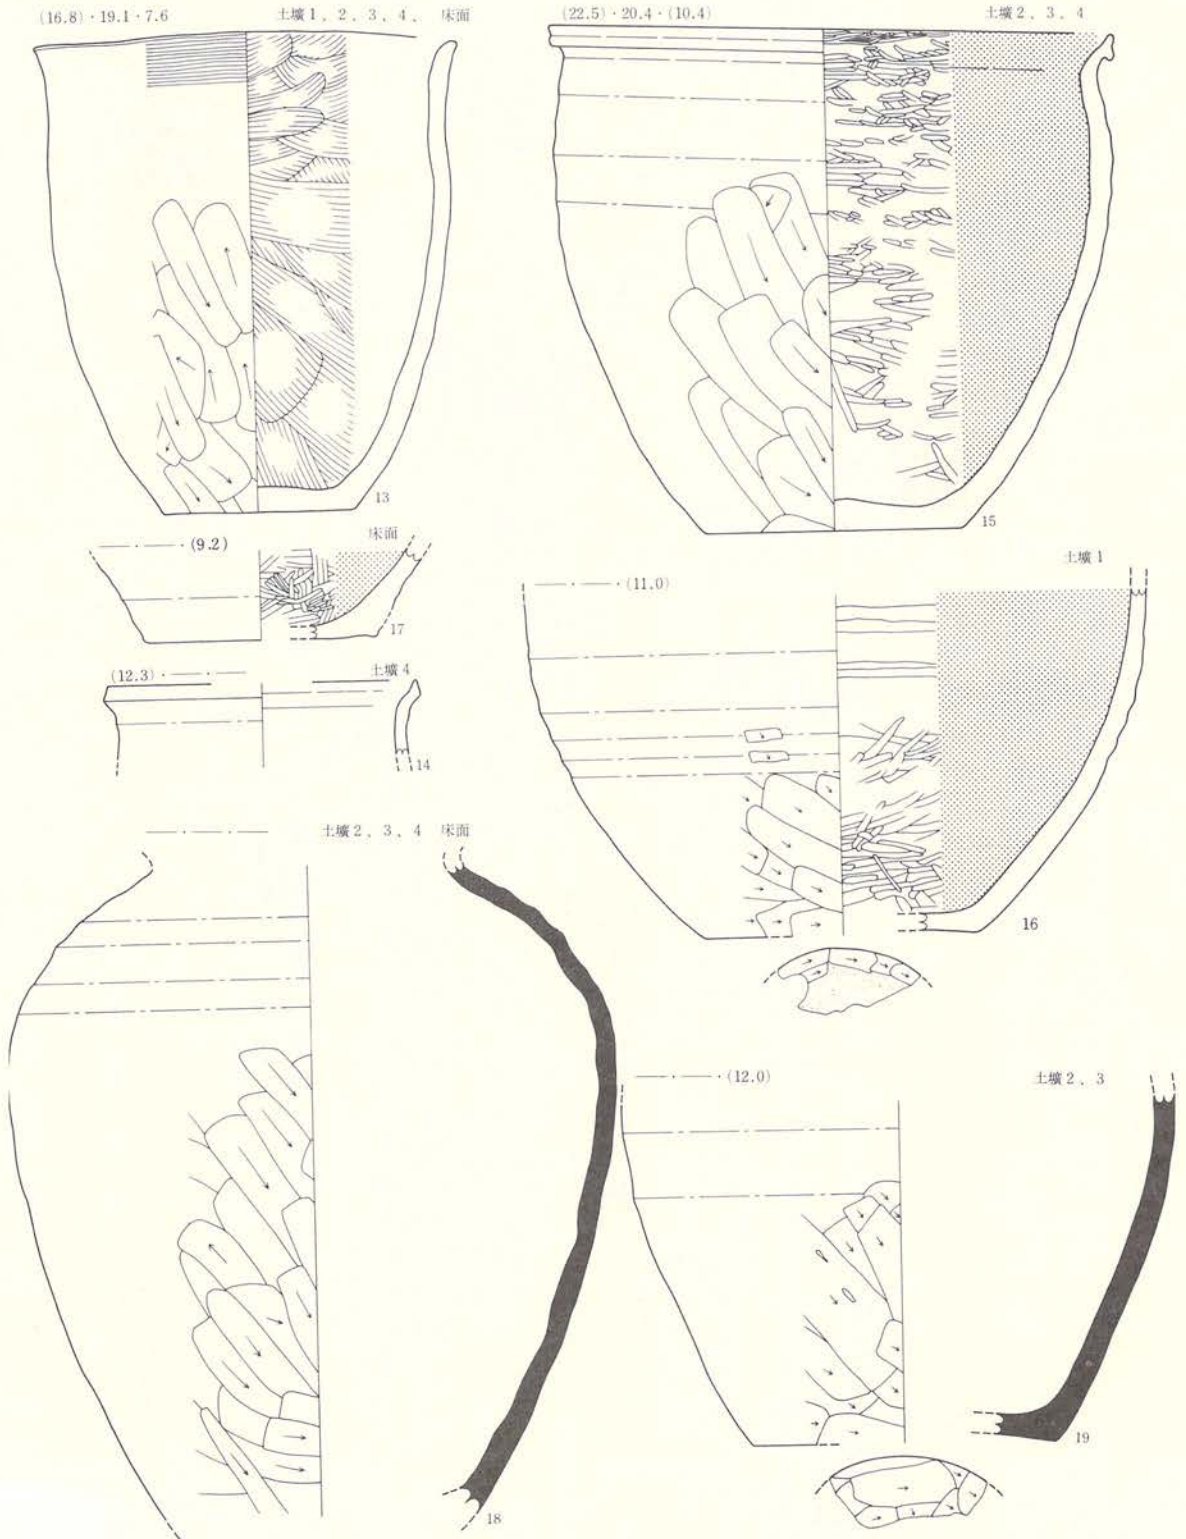 (16.8)・19.1・7.6 土壙1，2，3，4， 床面
13
(22.5)・20.4・(10.4) 土壙2，3，4
15
―・―・(9.2) 床面
17
(12.3)・―・― 土壙4
14
―・―・(11.0) 土壙1
16
―・―・― 土壙2，3，4 床面
18
―・―・(12.0) 土壙2，3
19